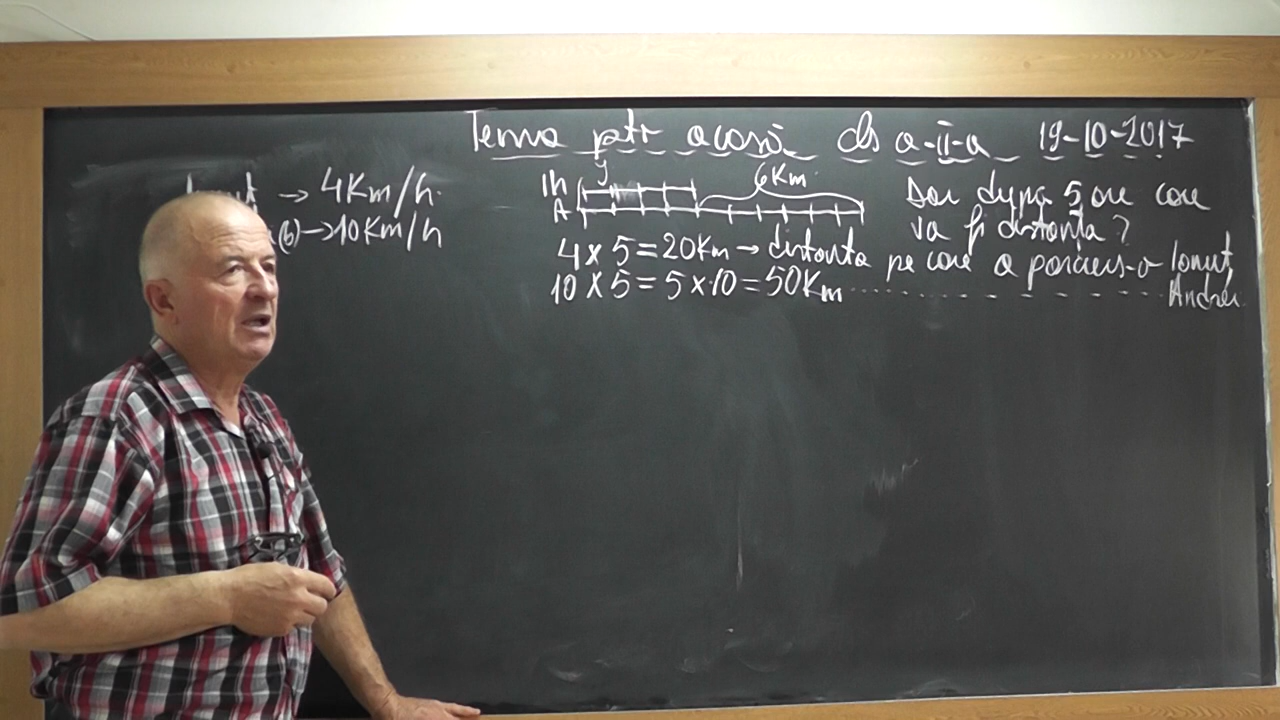 Tema ptr acasă cls a-II-a 19-10-2017
→ 4Km/h.
(b) → 10Km/h
1h
6Km.
A
Dar după 5 ore care
va fi distanța?
4 x 5 = 20Km → distanța pe care a parcurs-o Ionuț,
10 x 5 = 5 x 10 = 50Km .................... Andrei